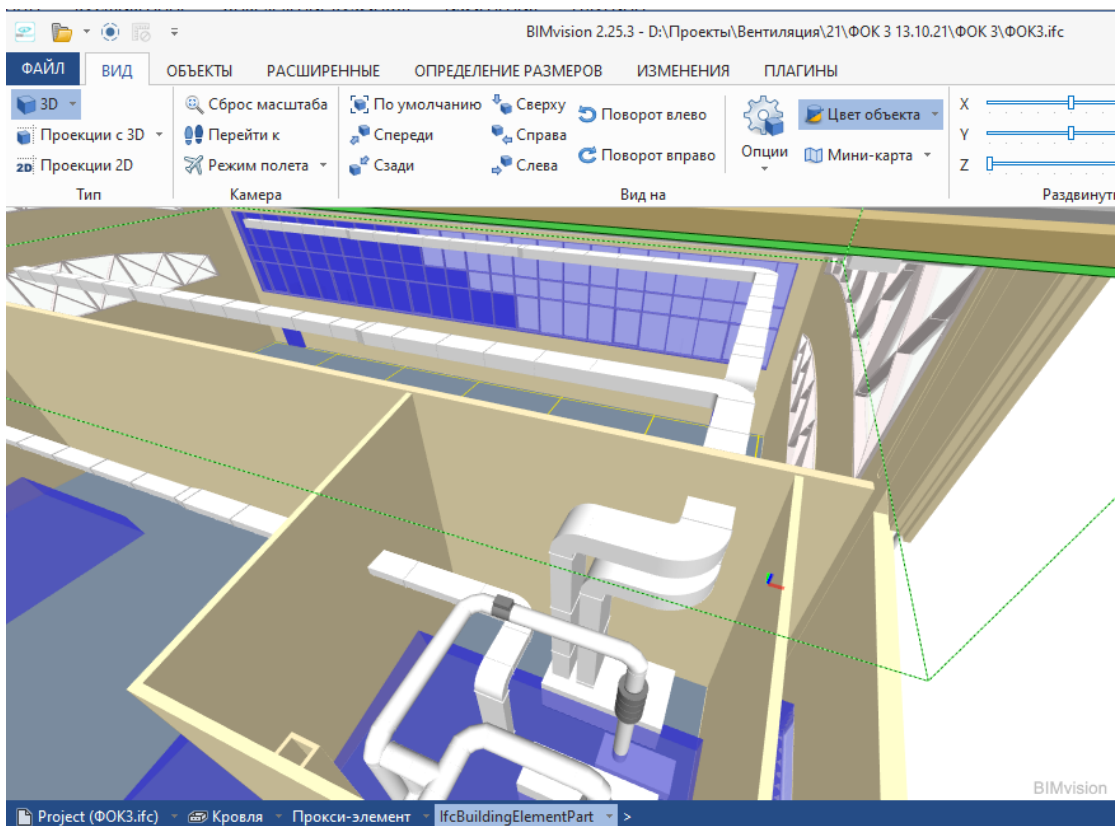 BIMvision 2.25.3 - D:\Проекты\Вентиляция\21\ФОК 3 13.10.21\ФОК 3\ФОК3.ifc
ФАЙЛ ВИД ОБЪЕКТЫ РАСШИРЕННЫЕ ОПРЕДЕЛЕНИЕ РАЗМЕРОВ ИЗМЕНЕНИЯ ПЛАГИНЫ
3D Сброс масштаба По умолчанию Сверху Поворот влево Цвет объекта X
Проекции с 3D Перейти к Спереди Справа Y
2D Проекции 2D Режим полета Сзади Слева Поворот вправо Опции Мини-карта Z
Тип Камера Вид на Раздвинуть
BIMvision
Project (ФОК3.ifc) Кровля Прокси-элемент IfcBuildingElementPart >